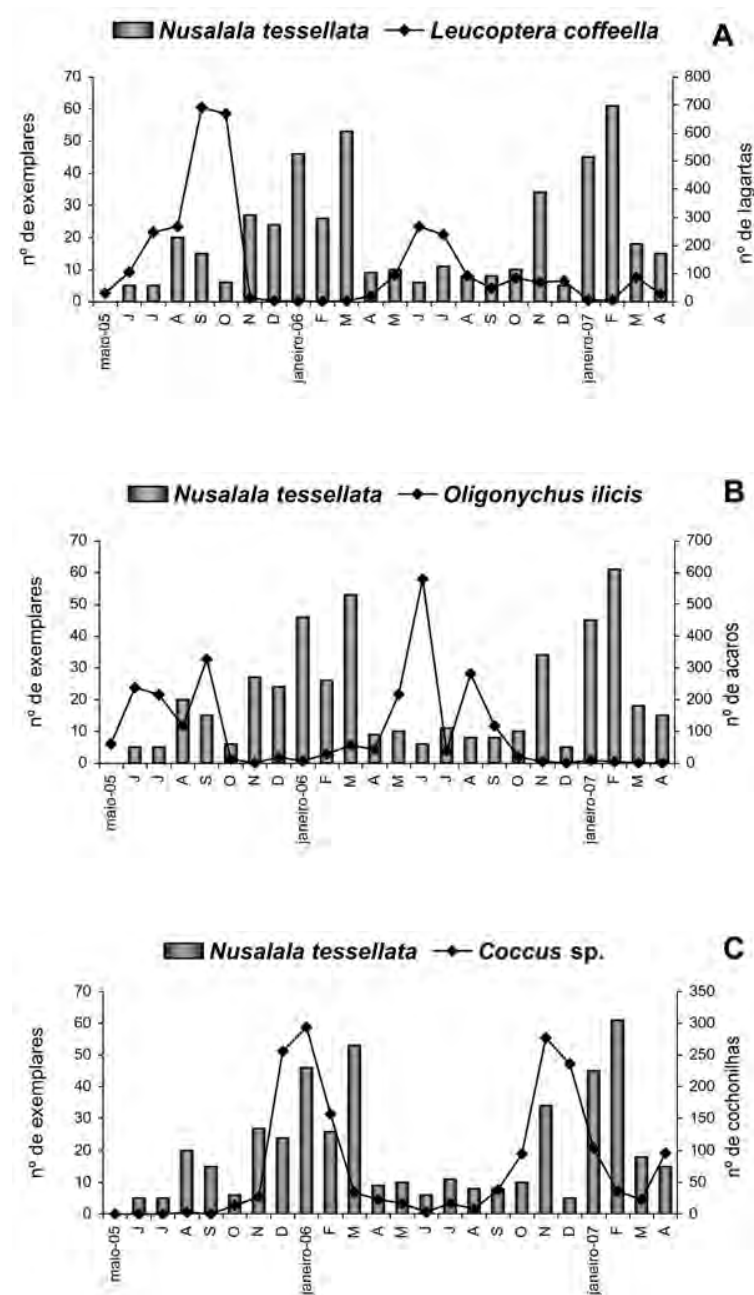 Nusalala tessellata Leucoptera coffeella A
70 800
60 700
50 600
40 500
30 400
20 300
10 200
0 100
0
nº de exemplares
nº de lagartas
maio-05 J J A S O N D janeiro-06 F M A M J J A S O N D janeiro-07 F M A
Nusalala tessellata Oligonychus ilicis B
70 700
60 600
50 500
40 400
30 300
20 200
10 100
0 0
nº de exemplares
nº de acaros
maio-05 J J A S O N D janeiro-06 F M A M J J A S O N D janeiro-07 F M A
Nusalala tessellata Coccus sp. C
70 350
60 300
50 250
40 200
30 150
20 100
10 50
0 0
nº de exemplares
nº de cochonilhas
maio-05 J J A S O N D janeiro-06 F M A M J J A S O N D janeiro-07 F M A